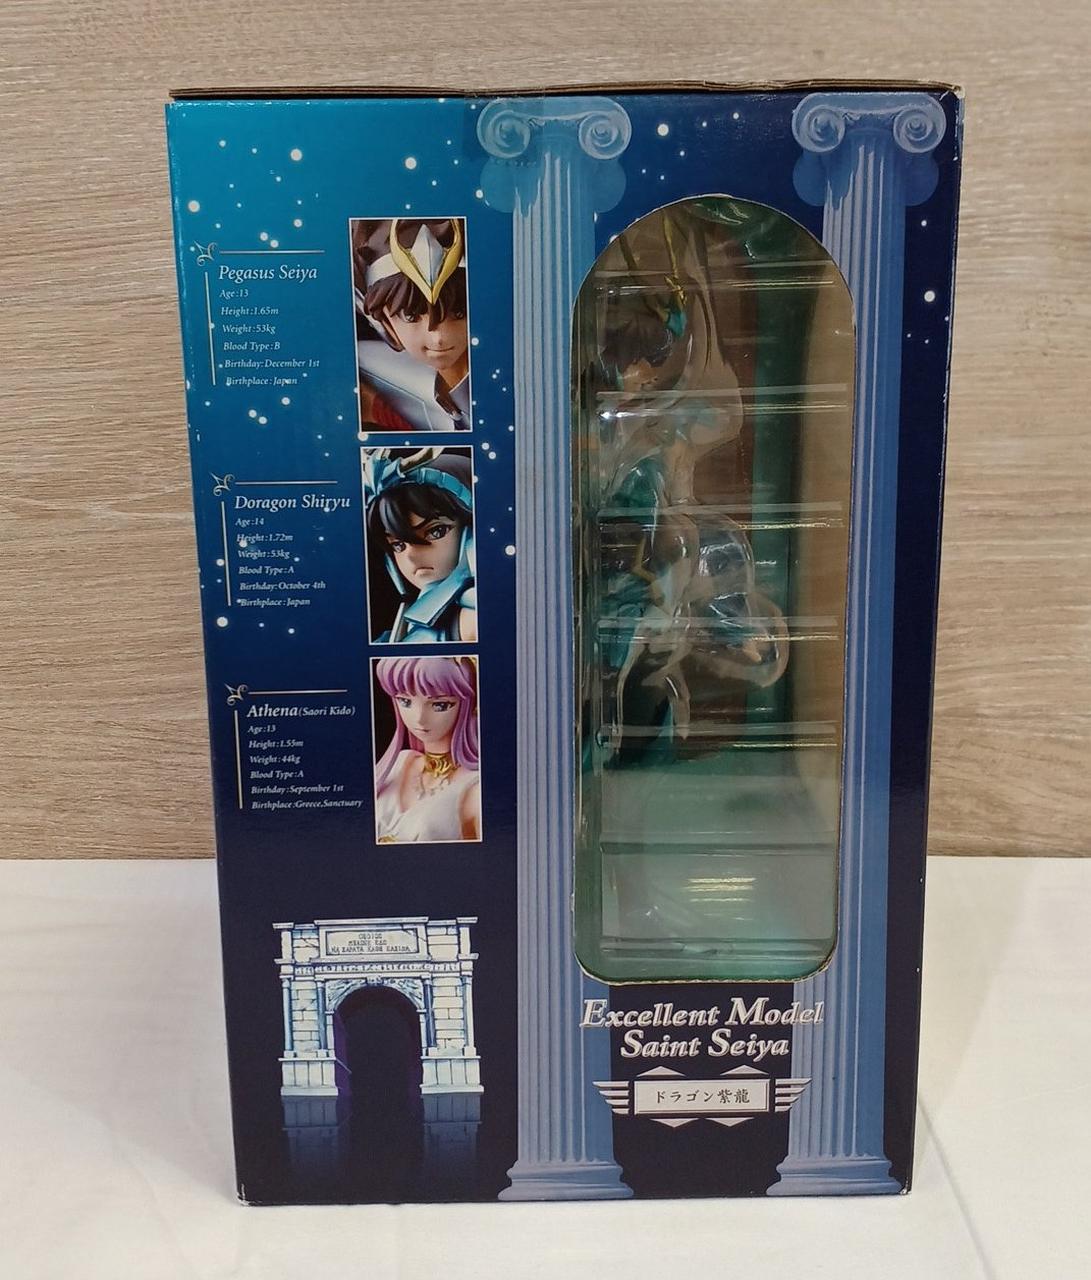 Pegasus Seiya
Age:13
Height:1.65m
Weight:53kg
Blood Type:B
Birthday:December 1st
Birthplace:Japan
Doragon Shiryu
Age:14
Height:1.72m
Weight:53kg
Blood Type:A
Birthday:October 4th
Birthplace:Japan
Athena(Saori Kido)
Age:13
Height:1.55m
Weight:44kg
Blood Type:A
Birthday:September 1st
Birthplace:Greece,Sanctuary
Excellent Model
Saint Seiya
ドラゴン紫龍